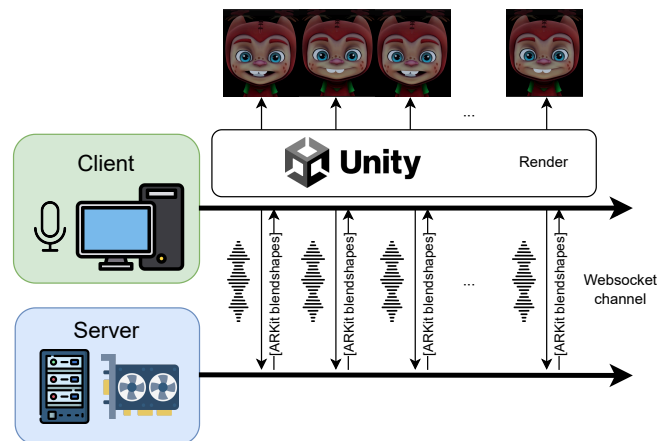 ...
Client
Unity
Render
[ARKit blendshapes]
[ARKit blendshapes]
[ARKit blendshapes]
...
[ARKit blendshapes]
Websocket
channel
Server